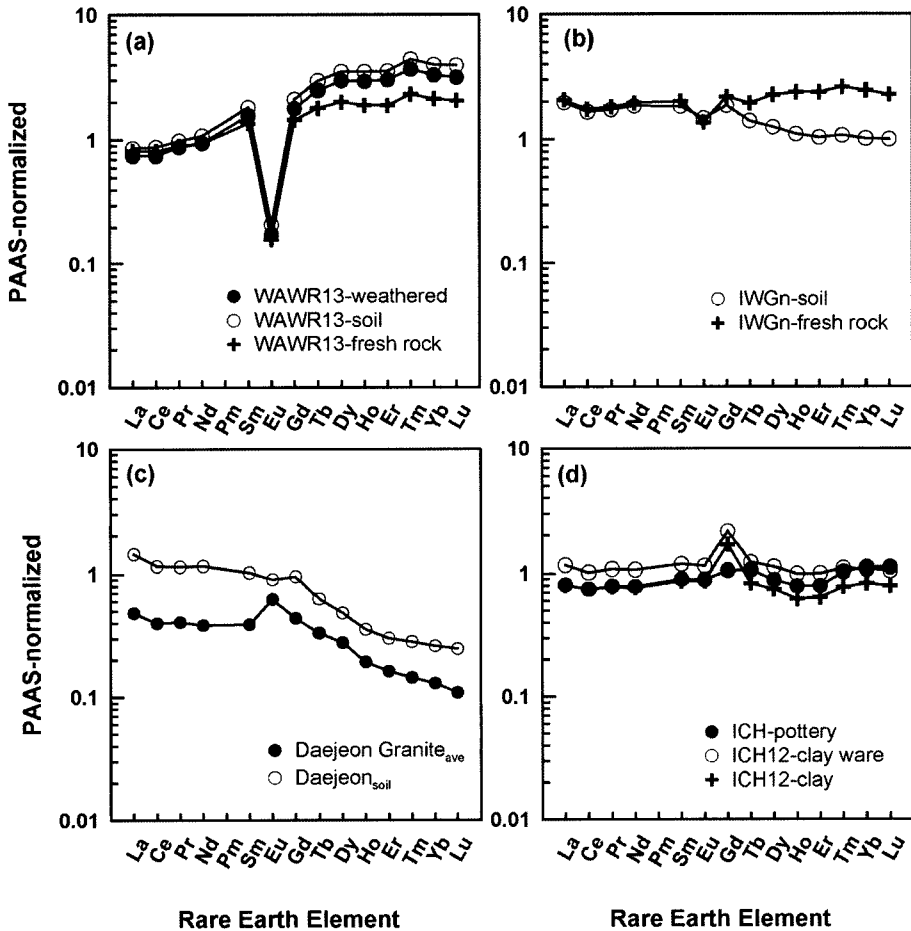 PAAS-normalized
10
1
0.1
0.01
(a)
WAWR13-weathered
WAWR13-soil
WAWR13-fresh rock
La Ce Pr Nd Pm Sm Eu Gd Tb Dy Ho Er Tm Yb Lu
10
1
0.1
0.01
(b)
IWGn-soil
IWGn-fresh rock
La Ce Pr Nd Pm Sm Eu Gd Tb Dy Ho Er Tm Yb Lu
PAAS-normalized
10
1
0.1
0.01
(c)
Daejeon Graniteave
Daejeonsoil
La Ce Pr Nd Pm Sm Eu Gd Tb Dy Ho Er Tm Yb Lu
Rare Earth Element
10
1
0.1
0.01
(d)
ICH-pottery
ICH12-clay ware
ICH12-clay
La Ce Pr Nd Pm Sm Eu Gd Tb Dy Ho Er Tm Yb Lu
Rare Earth Element